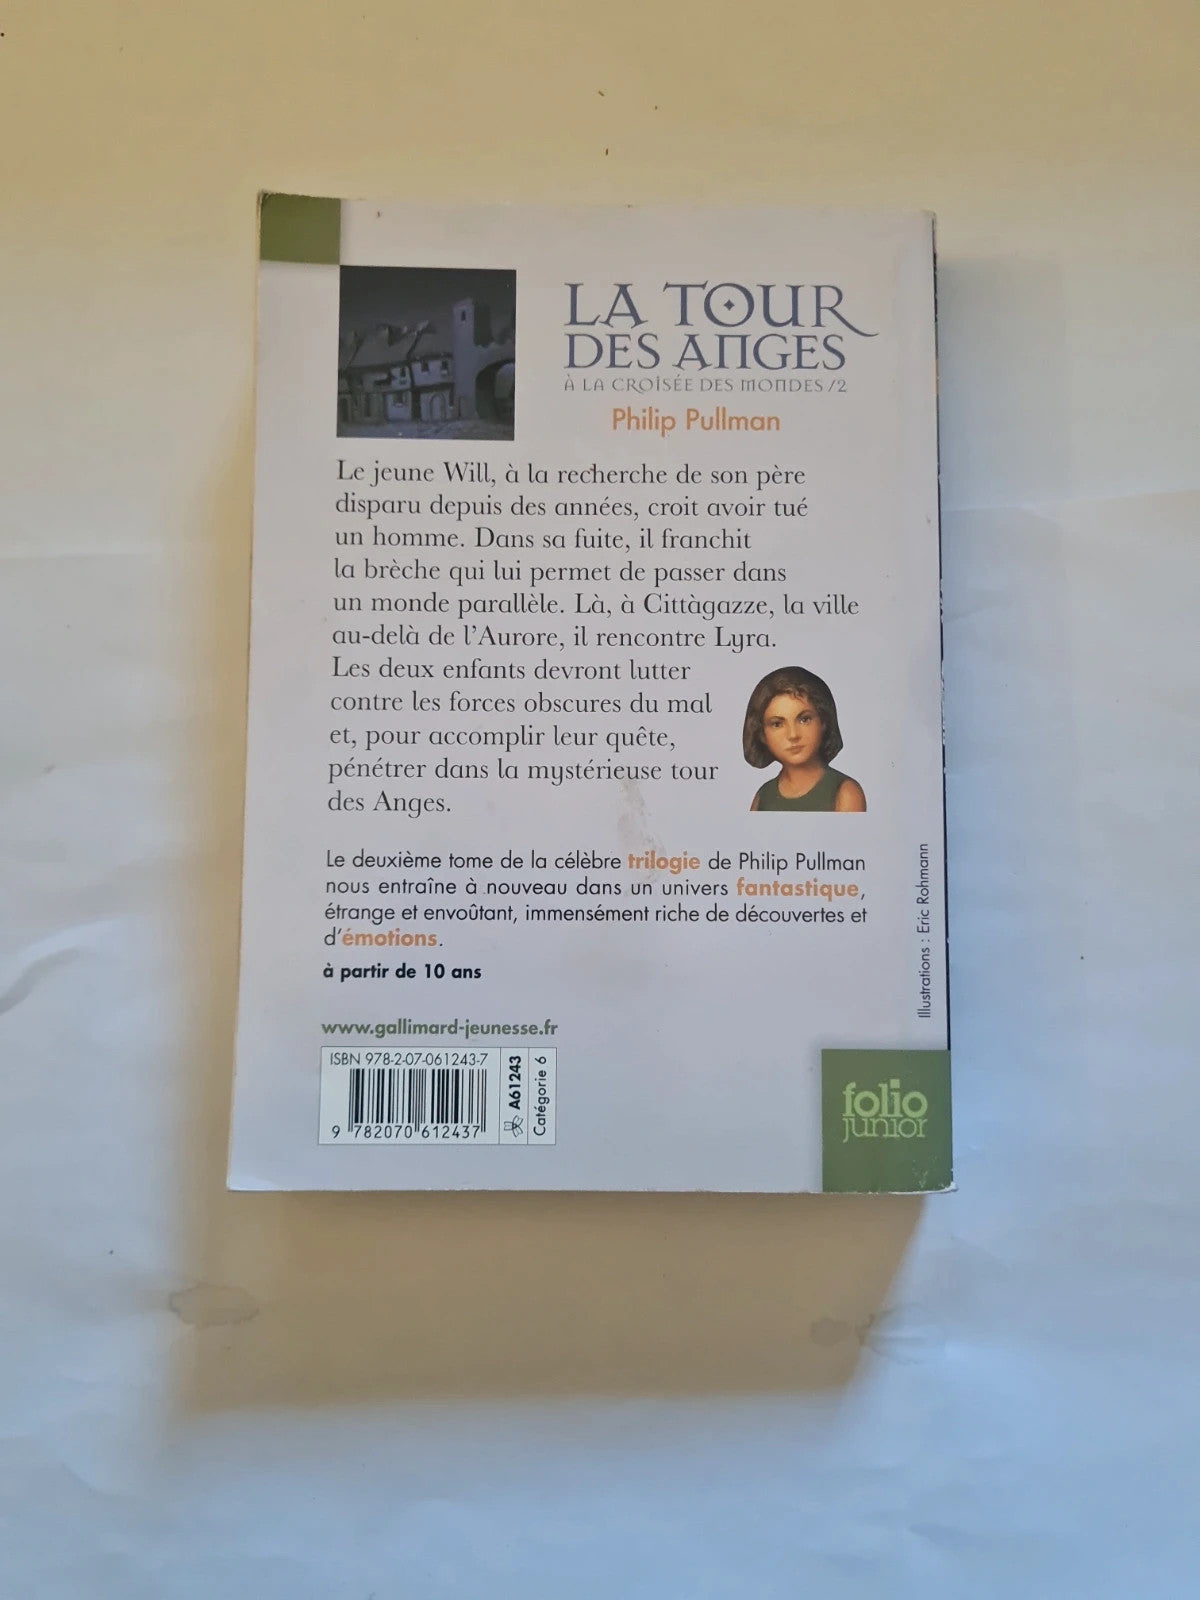 LA TOUR
DES ANGES
À LA CROISÉE DES MONDES /2
Philip Pullman
Le jeune Will, à la recherche de son père
disparu depuis des années, croit avoir tué
un homme. Dans sa fuite, il franchit
la brèche qui lui permet de passer dans
un monde parallèle. Là, à Cittàgazze, la ville
au-delà de l'Aurore, il rencontre Lyra.
Les deux enfants devront lutter
contre les forces obscures du mal
et, pour accomplir leur quête,
pénétrer dans la mystérieuse tour
des Anges.
Le deuxième tome de la célèbre trilogie de Philip Pullman
nous entraîne à nouveau dans un univers fantastique,
étrange et envoûtant, immensément riche de découvertes et
d'émotions.
à partir de 10 ans
Illustrations : Eric Rohmann
www.gallimard-jeunesse.fr
ISBN 978-2-07-061243-7
9 782070 612437
A61243
Catégorie 6
folio
junior